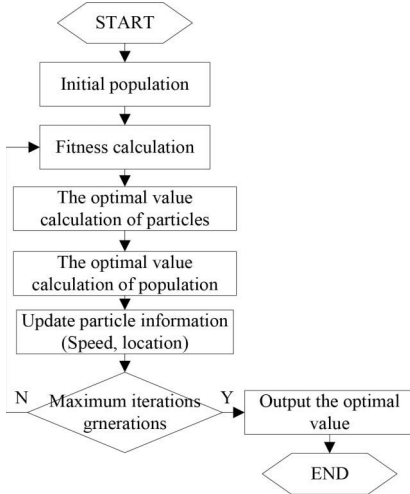 START
Initial population
Fitness calculation
The optimal value
calculation of particles
The optimal value
calculation of population
Update particle information
(Speed, location)
N
Maximum iterations
grnerations
Y
Output the optimal
value
END